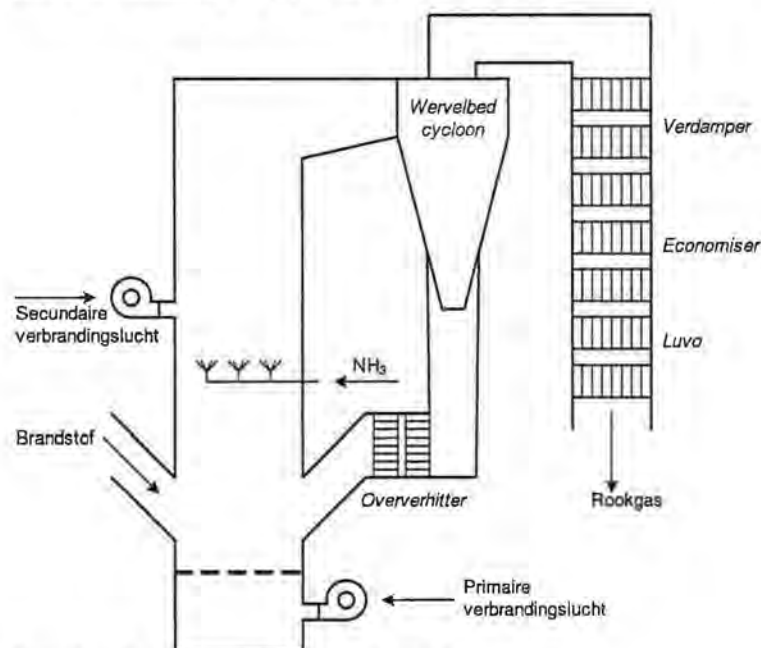 Wervelbed
cycloon
Verdamper
Economiser
Luvo
Secundaire
verbrandingslucht
NH₃
Brandstof
Oververhitter
Rookgas
Primaire
verbrandingslucht